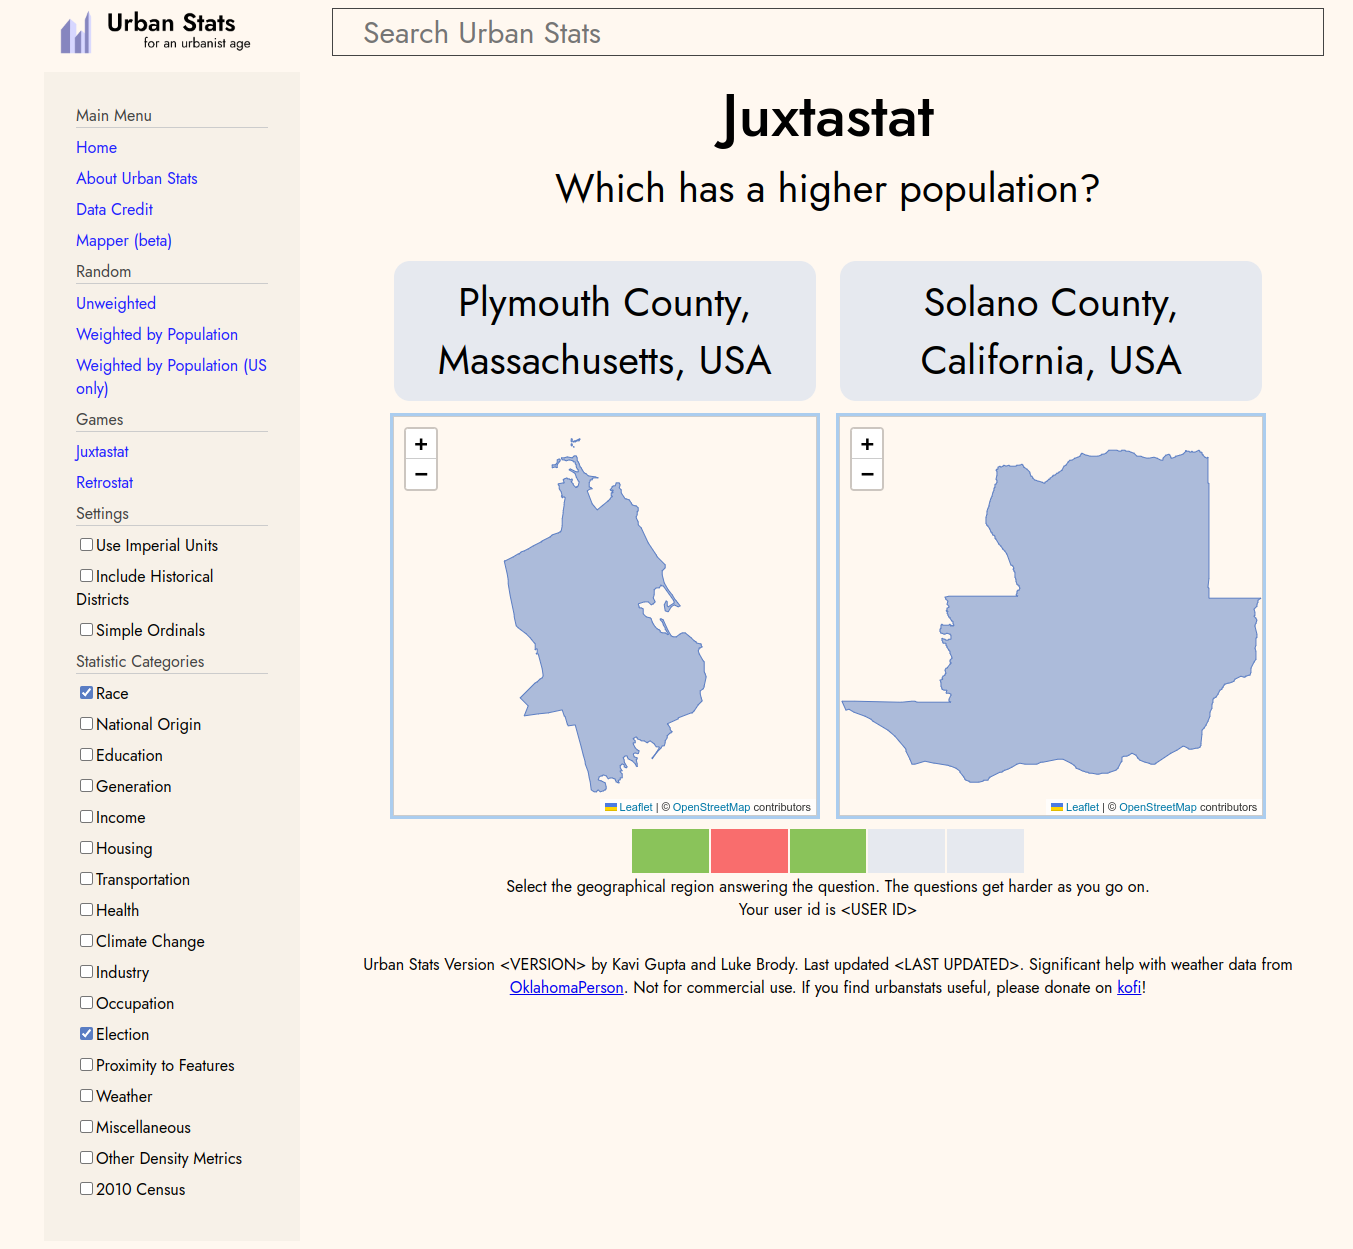 Urban Stats
for an urbanist age
Search Urban Stats
Main Menu
Home
About Urban Stats
Data Credit
Mapper (beta)
Random
Unweighted
Weighted by Population
Weighted by Population (US
only)
Games
Juxtastat
Retrostat
Settings
Use Imperial Units
Include Historical
Districts
Simple Ordinals
Statistic Categories
Race
National Origin
Education
Generation
Income
Housing
Transportation
Health
Climate Change
Industry
Occupation
Election
Proximity to Features
Weather
Miscellaneous
Other Density Metrics
2010 Census
Juxtastat
Which has a higher population?
Plymouth County,
Massachusetts, USA
+
−
Leaflet | © OpenStreetMap contributors
Solano County,
California, USA
+
−
Leaflet | © OpenStreetMap contributors
Select the geographical region answering the question. The questions get harder as you go on.
Your user id is <USER ID>
Urban Stats Version <VERSION> by Kavi Gupta and Luke Brody. Last updated <LAST UPDATED>. Significant help with weather data from
OklahomaPerson. Not for commercial use. If you find urbanstats useful, please donate on kofi!